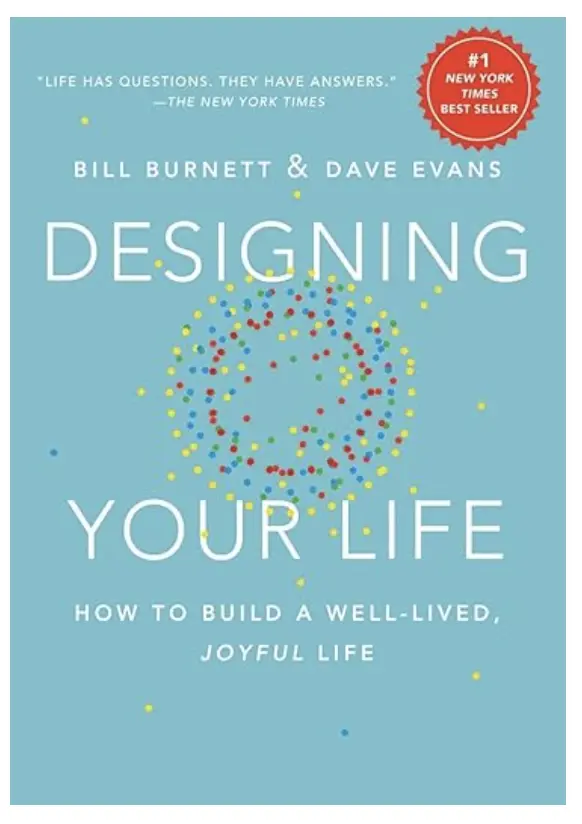 "LIFE HAS QUESTIONS. THEY HAVE ANSWERS."
—THE NEW YORK TIMES
#1
NEW YORK
TIMES
BEST SELLER
BILL BURNETT & DAVE EVANS
DESIGNING
YOUR LIFE
HOW TO BUILD A WELL-LIVED,
JOYFUL LIFE